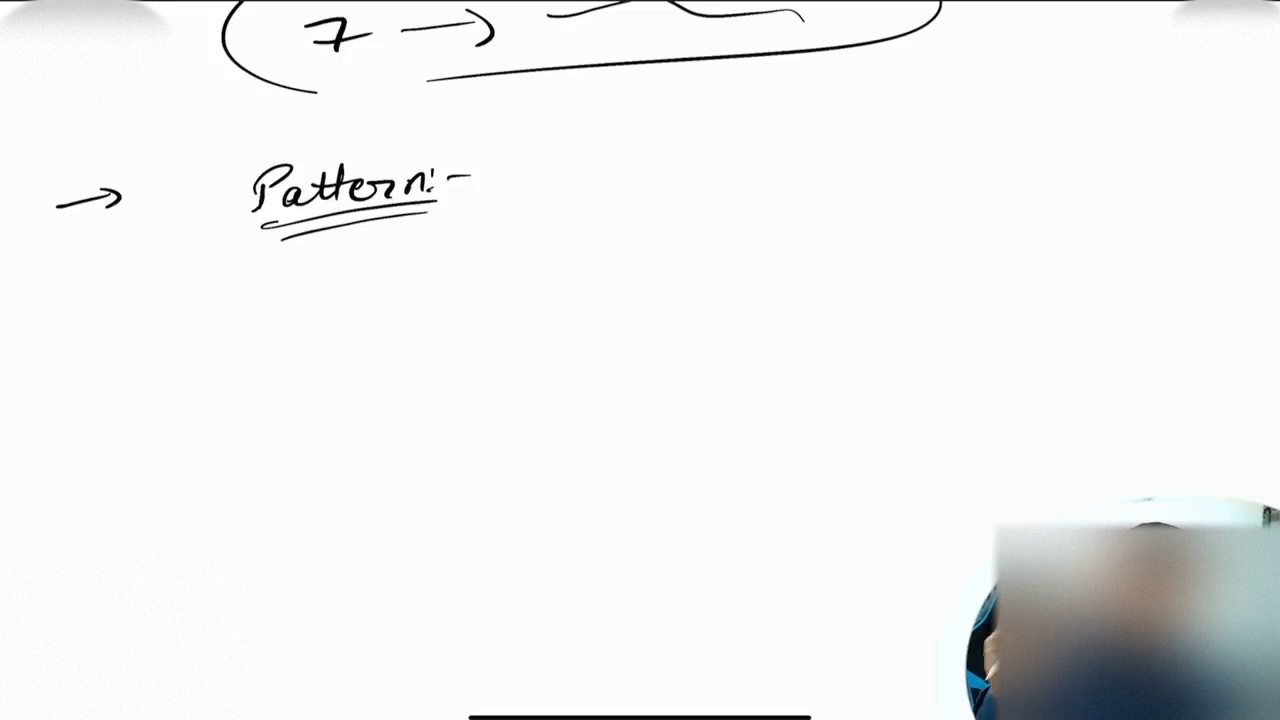 7 →
→ Pattern:-